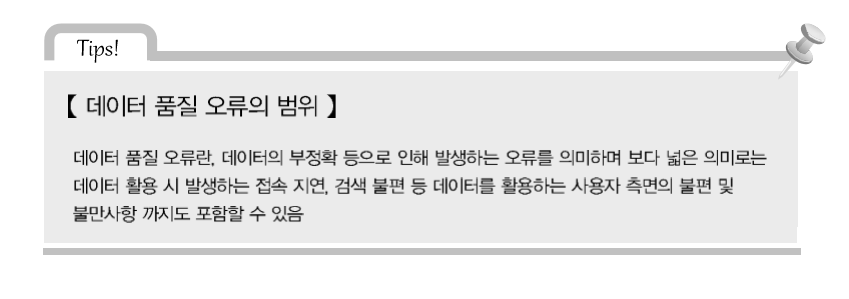 Tips!
【 데이터 품질 오류의 범위 】
데이터 품질 오류란, 데이터의 부정확 등으로 인해 발생하는 오류를 의미하며 보다 넓은 의미로는
데이터 활용 시 발생하는 접속 지연, 검색 불편 등 데이터를 활용하는 사용자 측면의 불편 및
불만사항 까지도 포함할 수 있음